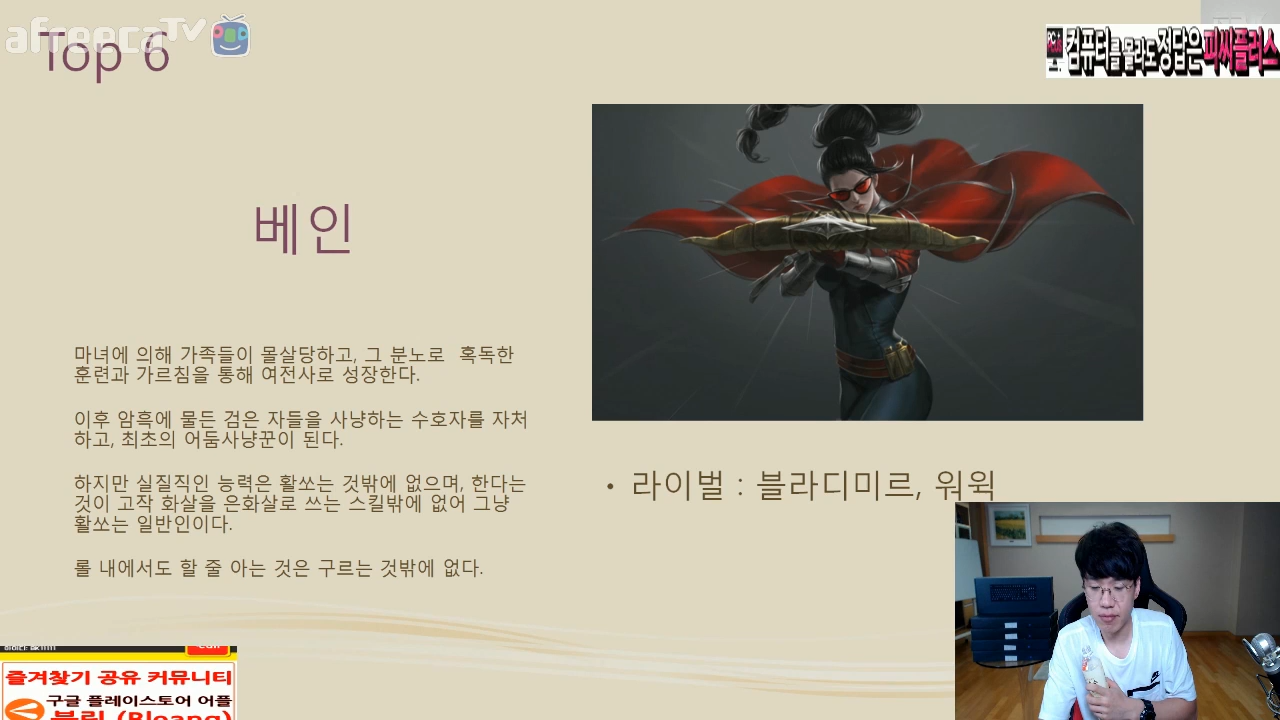 afreecaTV
Top 6
컴퓨터를 몰라도 정답은 피씨플러스
베인
마녀에 의해 가족들이 몰살당하고, 그 분노로 혹독한
훈련과 가르침을 통해 여전사로 성장한다.
이후 암흑에 물든 검은 자들을 사냥하는 수호자를 자처
하고, 최초의 어둠사냥꾼이 된다.
하지만 실질직인 능력은 활쏘는 것밖에 없으며, 한다는
것이 고작 화살을 은화살로 쓰는 스킬밖에 없어 그냥
활쏘는 일반인이다.
롤 내에서도 할 줄 아는 것은 구르는 것밖에 없다.
• 라이벌 : 블라디미르, 워윅
즐겨찾기 공유 커뮤니티
구글 플레이스토어 어플